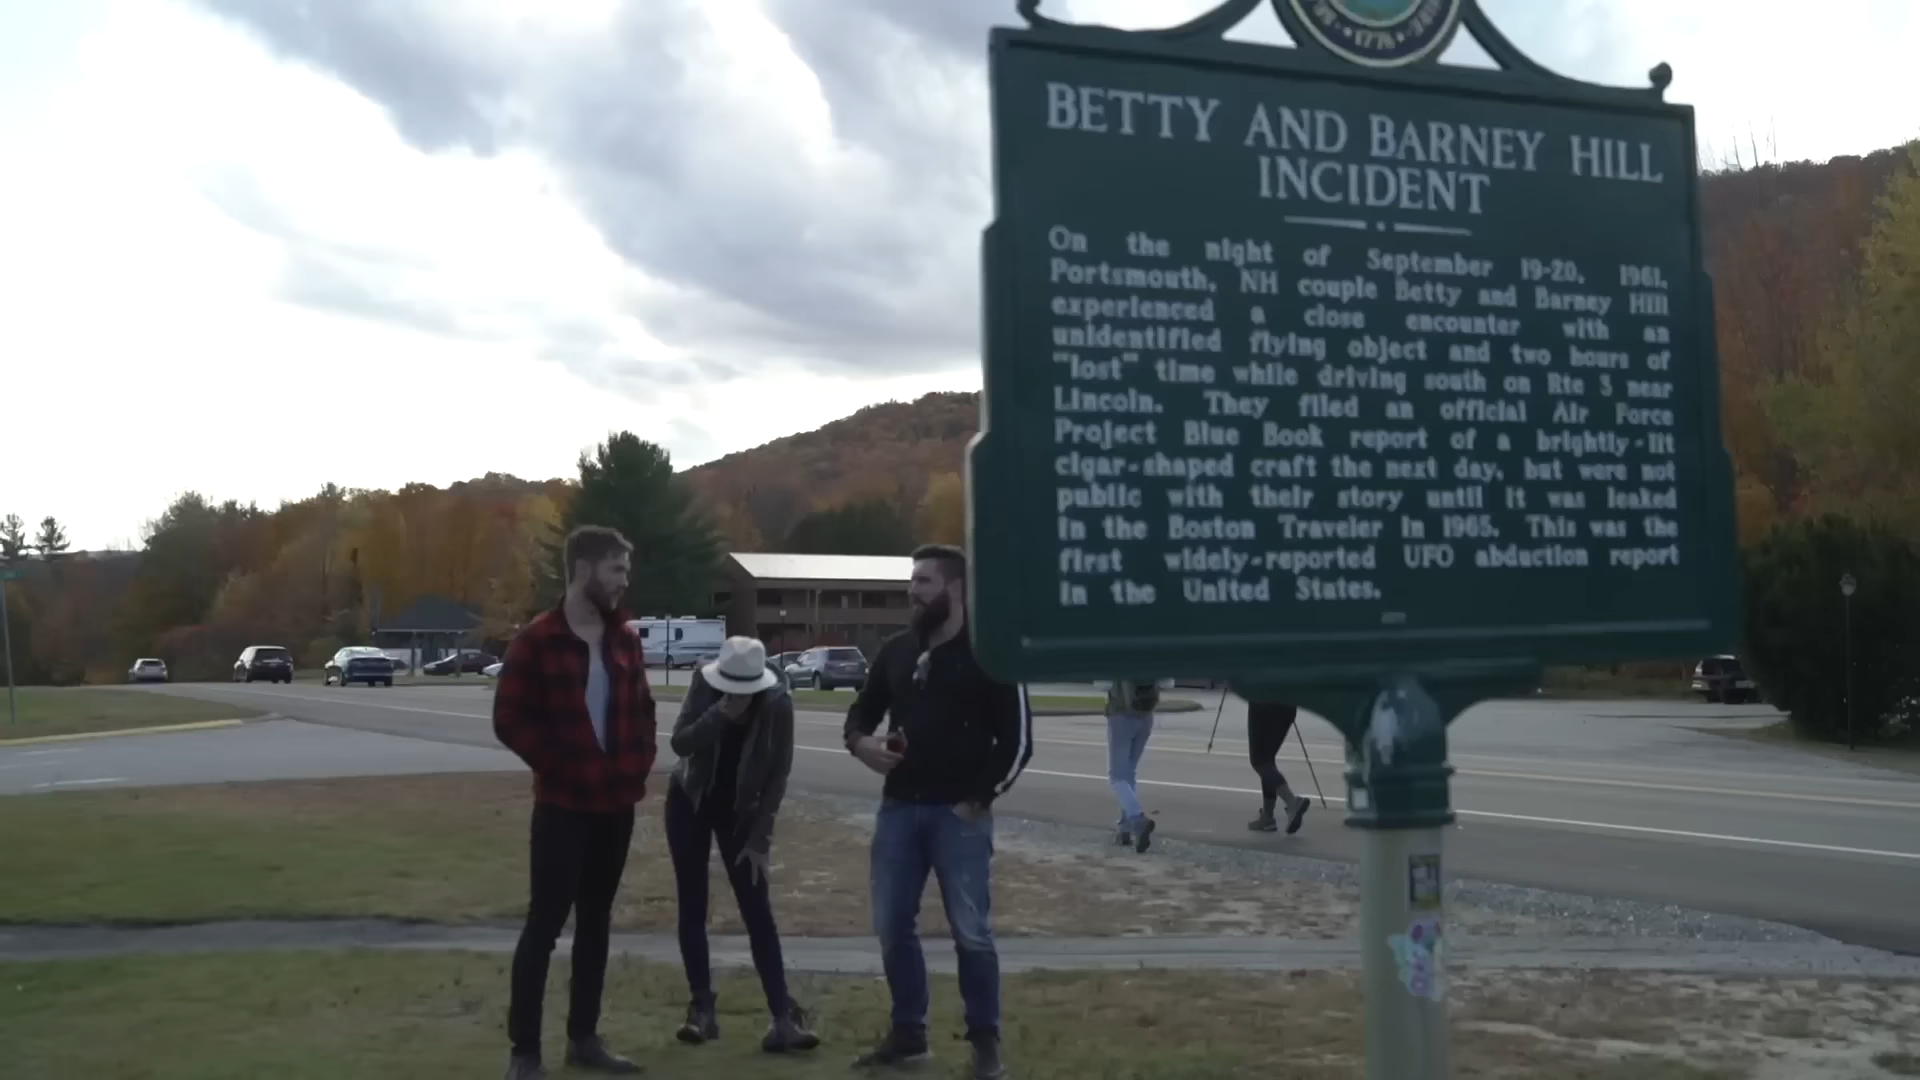 1776
BETTY AND BARNEY HILL
INCIDENT
On the night of September 19-20, 1961,
Portsmouth, NH couple Betty and Barney Hill
experienced a close encounter with an
unidentified flying object and two hours of
"lost" time while driving south on Rte 3 near
Lincoln. They filed an official Air Force
Project Blue Book report of a brightly-lit
cigar-shaped craft the next day, but were not
public with their story until it was leaked
in the Boston Traveler in 1965. This was the
first widely-reported UFO abduction report
in the United States.